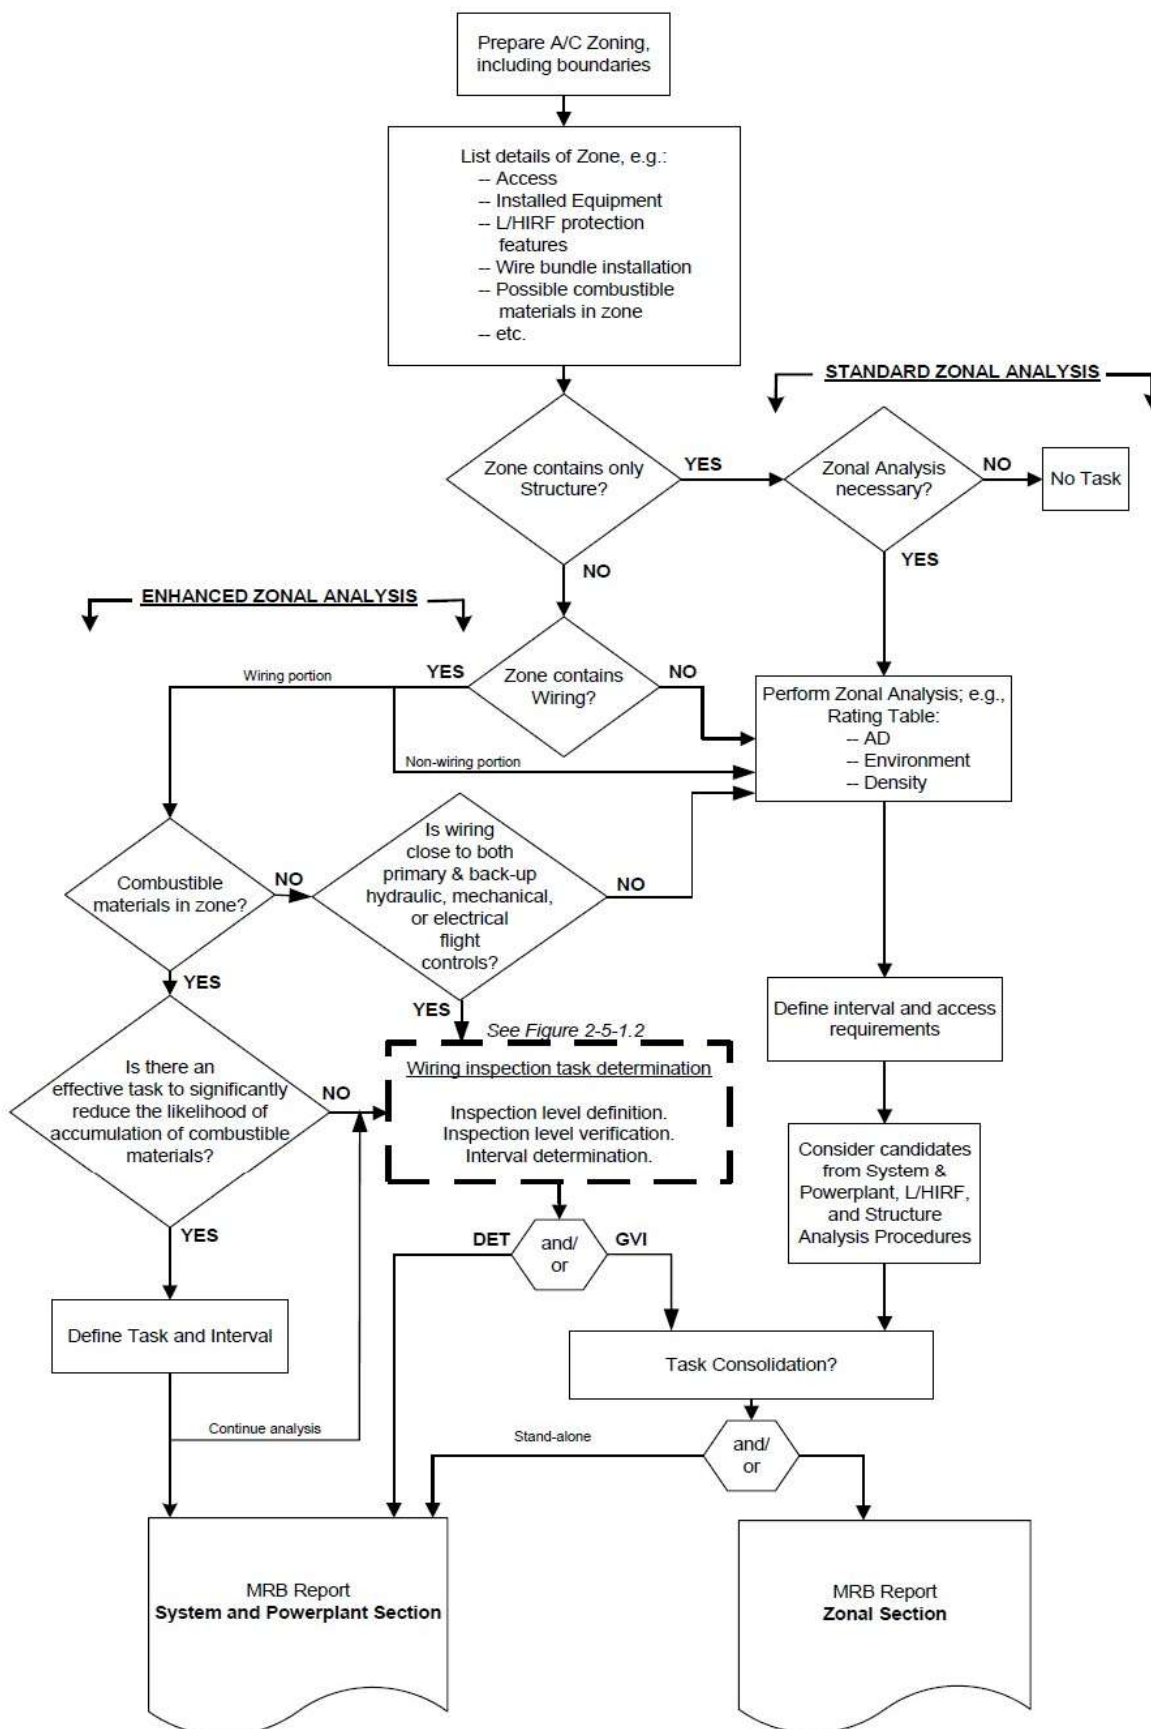 Prepare A/C Zoning,
including boundaries
List details of Zone, e.g.:
-- Access
-- Installed Equipment
-- L/HIRF protection
features
-- Wire bundle installation
-- Possible combustible
materials in zone
-- etc.
STANDARD ZONAL ANALYSIS
Zone contains only
Structure?
YES
Zonal Analysis
necessary?
NO
No Task
NO
YES
ENHANCED ZONAL ANALYSIS
Wiring portion
YES
Zone contains
Wiring?
NO
Perform Zonal Analysis; e.g.,
Rating Table:
-- AD
-- Environment
-- Density
Non-wiring portion
Combustible
materials in zone?
NO
Is wiring
close to both
primary & back-up
hydraulic, mechanical,
or electrical
flight
controls?
NO
YES
YES
Define interval and access
requirements
See Figure 2-5-1.2
Is there an
effective task to significantly
reduce the likelihood of
accumulation of combustible
materials?
NO
Wiring inspection task determination
Inspection level definition.
Inspection level verification.
Interval determination.
Consider candidates
from System &
Powerplant, L/HIRF,
and Structure
Analysis Procedures
YES
DET
and/
or
GVI
Define Task and Interval
Task Consolidation?
Continue analysis
Stand-alone
and/
or
MRB Report
System and Powerplant Section
MRB Report
Zonal Section